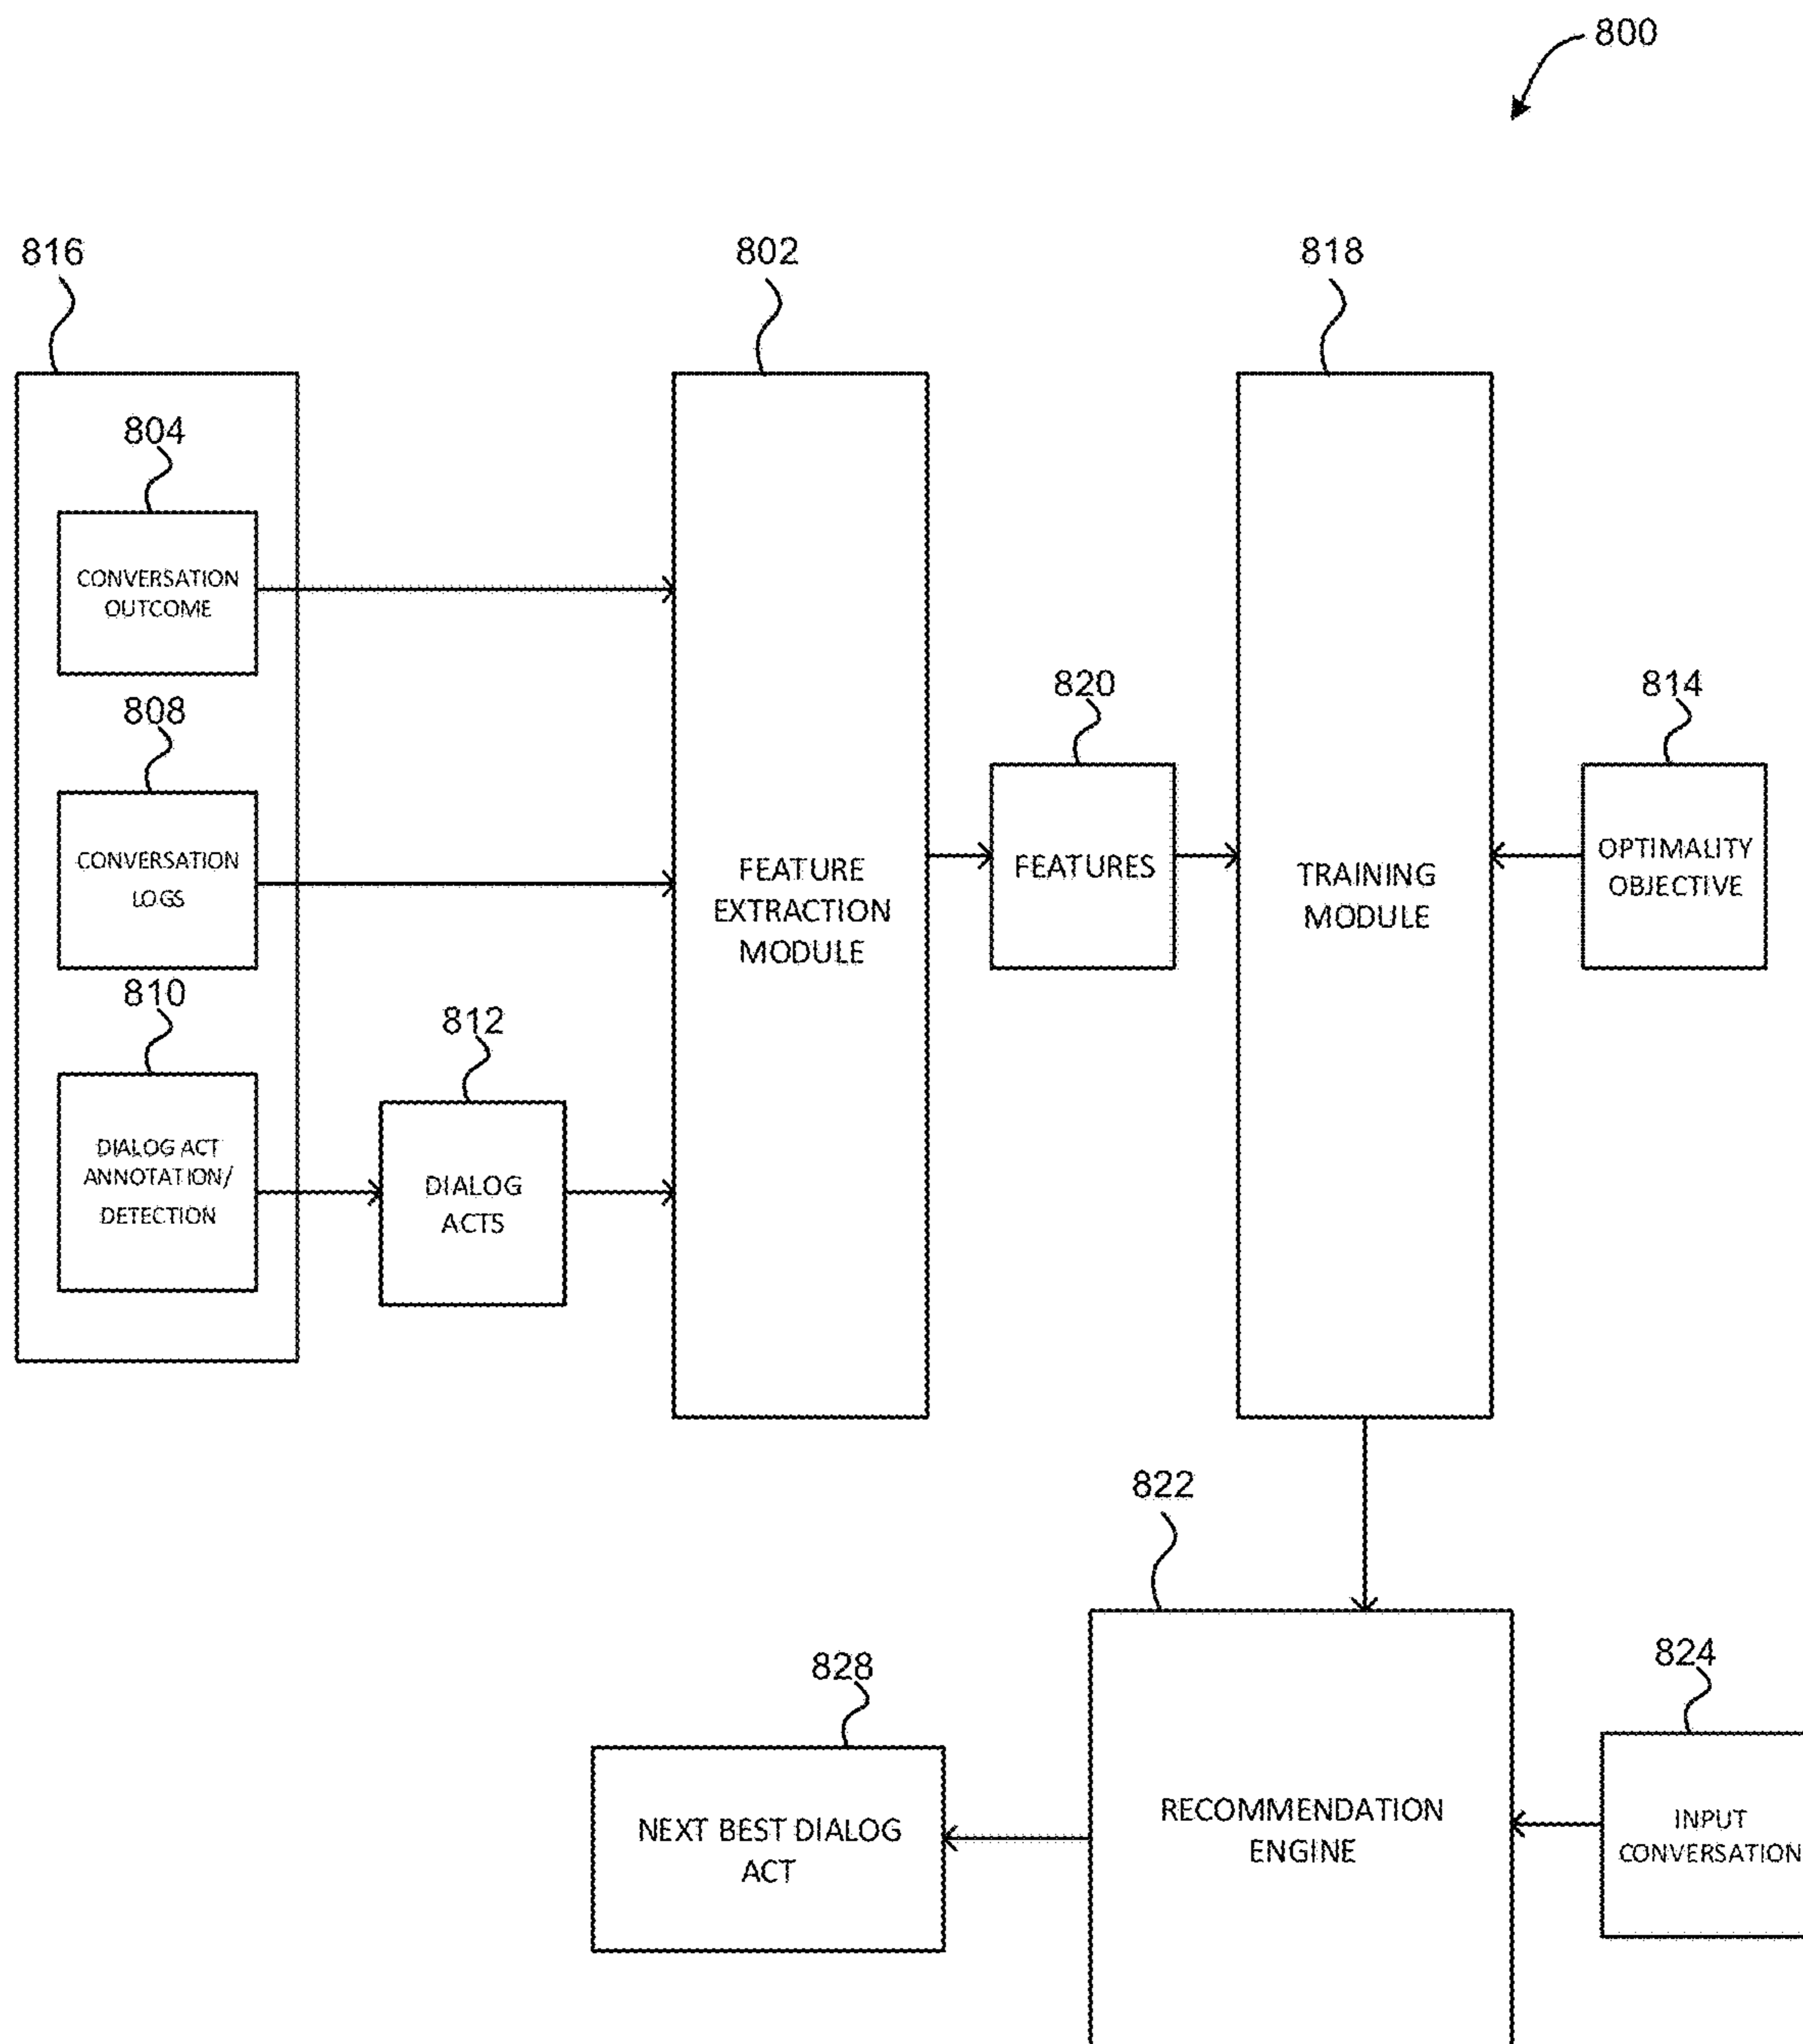 800
816
802
818
804
CONVERSATION
OUTCOME
808
CONVERSATION
LOGS
810
DIALOG ACT
ANNOTATION/
DETECTION
812
DIALOG
ACTS
FEATURE
EXTRACTION
MODULE
820
FEATURES
TRAINING
MODULE
814
OPTIMALITY
OBJECTIVE
822
828
824
NEXT BEST DIALOG
ACT
RECOMMENDATION
ENGINE
INPUT
CONVERSATION